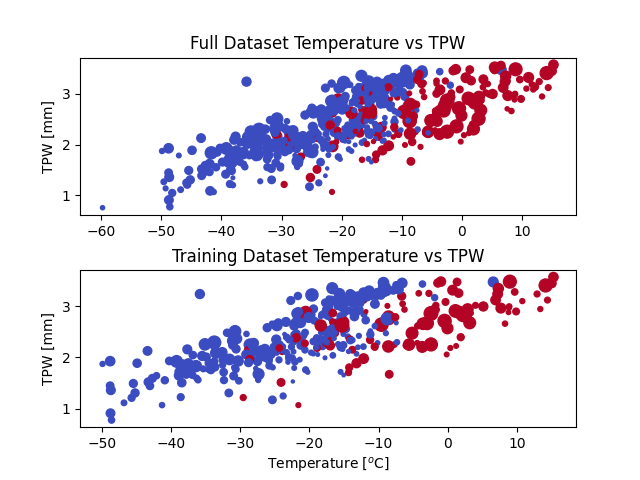 Full Dataset Temperature vs TPW
TPW [mm]
3
2
1
−60 −50 −40 −30 −20 −10 0 10
Training Dataset Temperature vs TPW
TPW [mm]
3
2
1
−50 −40 −30 −20 −10 0 10
Temperature [°C]